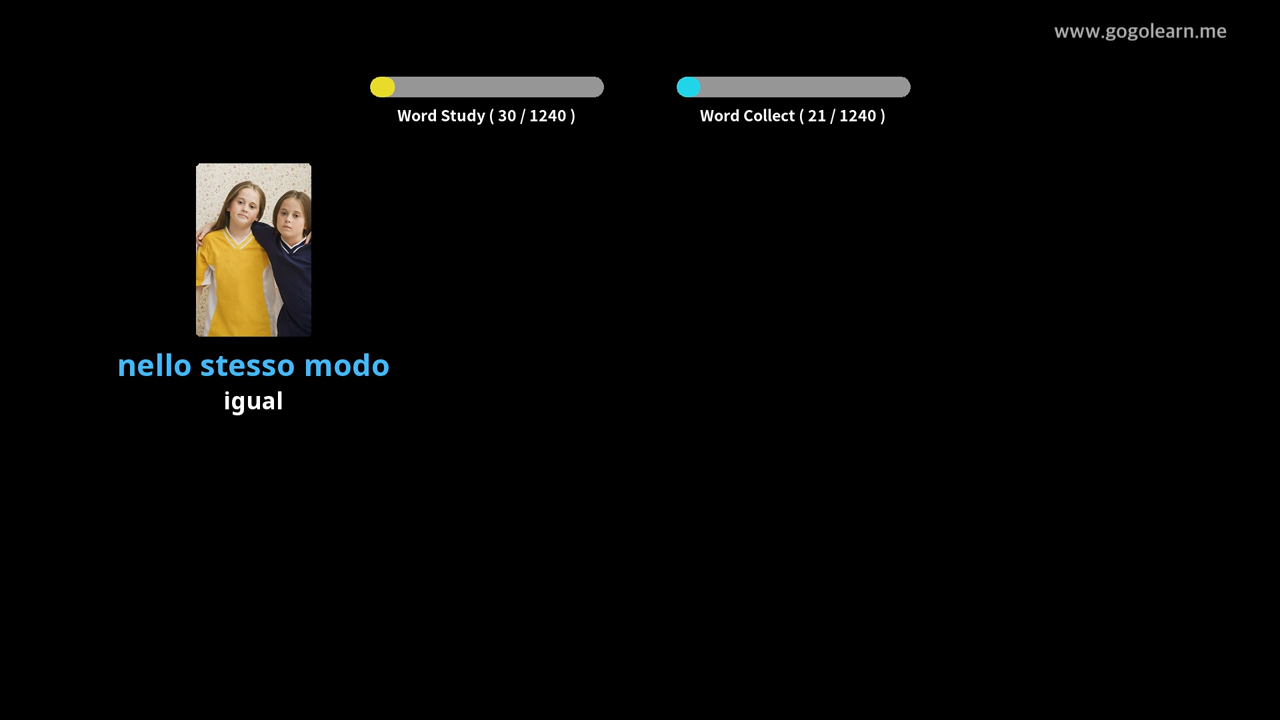 www.gogolearn.me
Word Study ( 30 / 1240 )
Word Collect ( 21 / 1240 )
nello stesso modo
igual